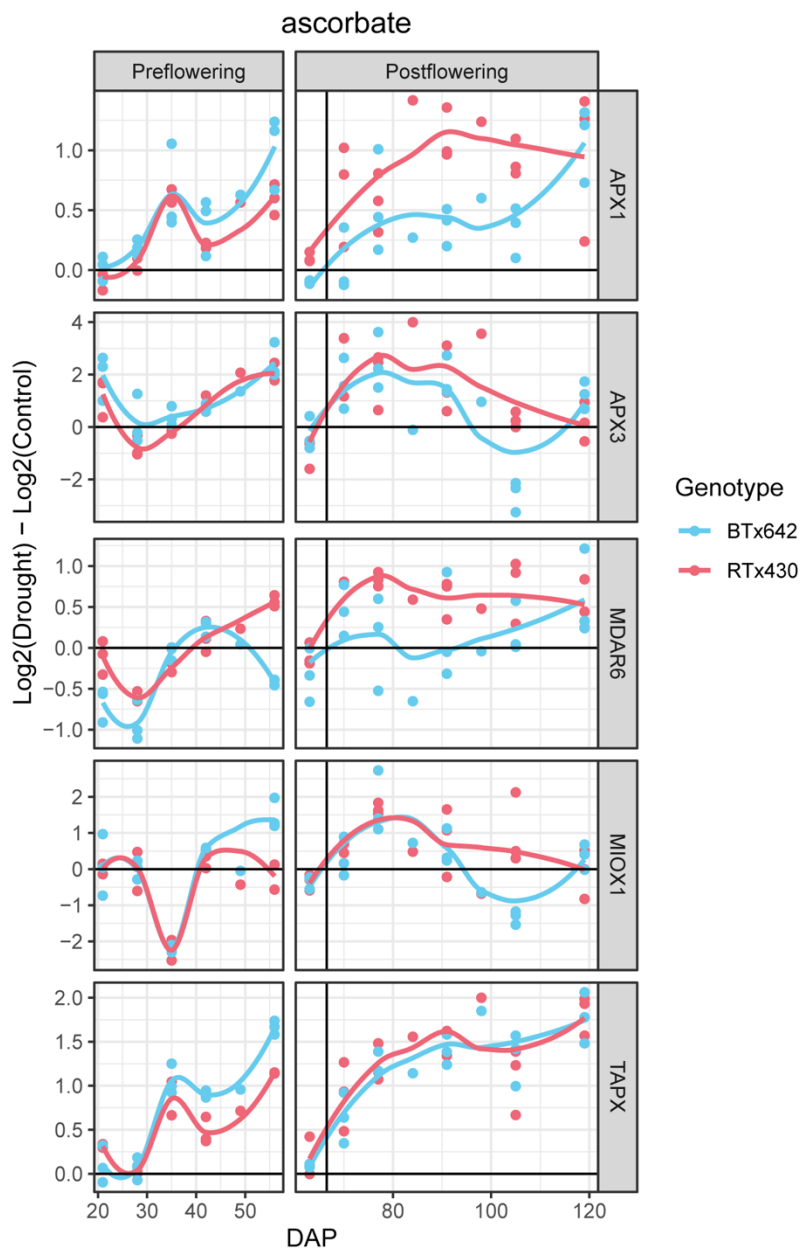 ascorbate
Preflowering Postflowering
1.0
0.5
0.0
APX1
4
2
0
−2
APX3
1.0
0.5
0.0
−0.5
−1.0
MDAR6
2
1
0
−1
−2
MIOX1
2.0
1.5
1.0
0.5
0.0
TAPX
20 30 40 50 80 100 120
DAP
Log2(Drought) − Log2(Control)
Genotype
BTx642
RTx430